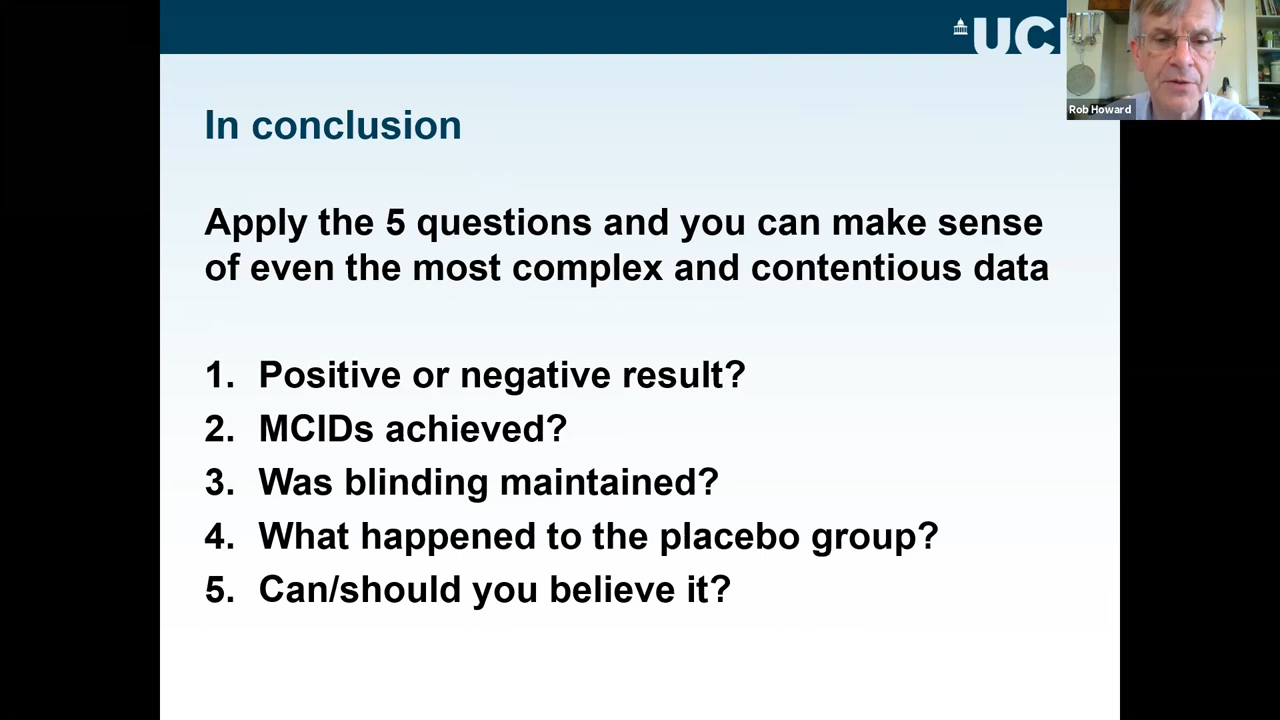 UC
Rob Howard
In conclusion
Apply the 5 questions and you can make sense
of even the most complex and contentious data
1. Positive or negative result?
2. MCIDs achieved?
3. Was blinding maintained?
4. What happened to the placebo group?
5. Can/should you believe it?